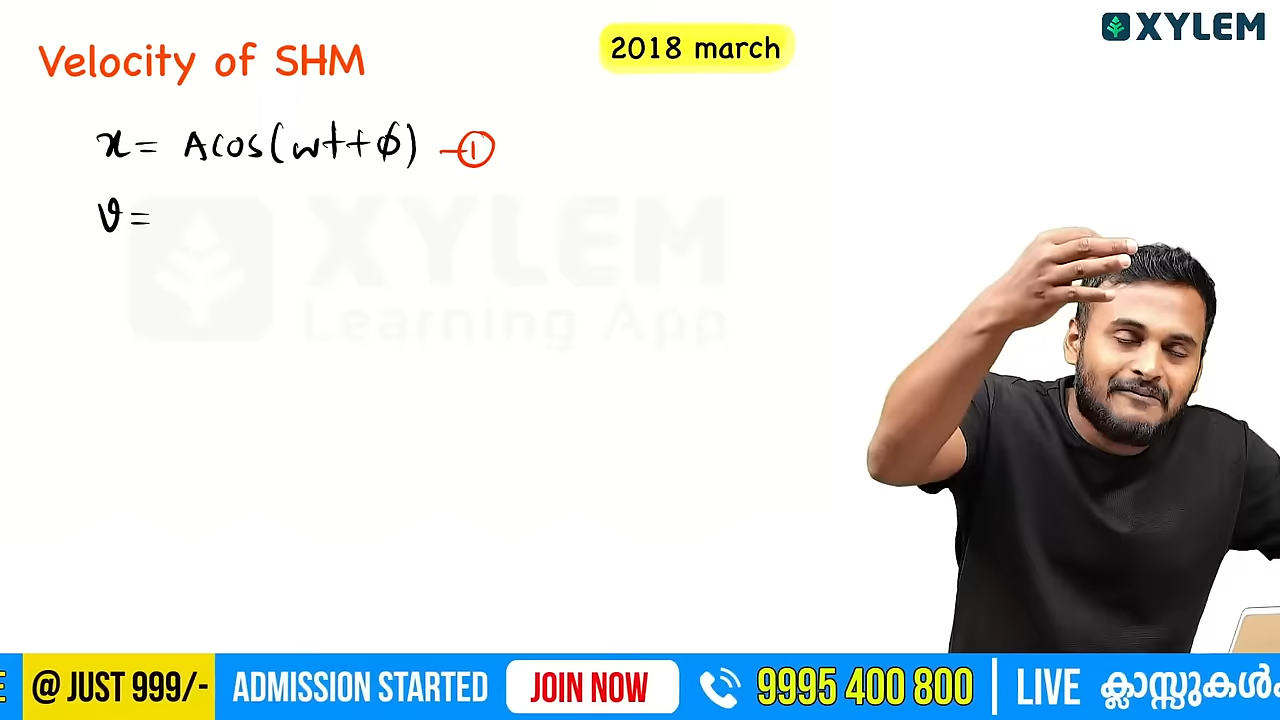 Velocity of SHM
2018 march
XYLEM
x = Acos(wt+φ) —①
v =
XYLEM
Learning App
E @ JUST 999/- ADMISSION STARTED JOIN NOW 9995 400 800 LIVE ക്ലാസ്സുകൾ